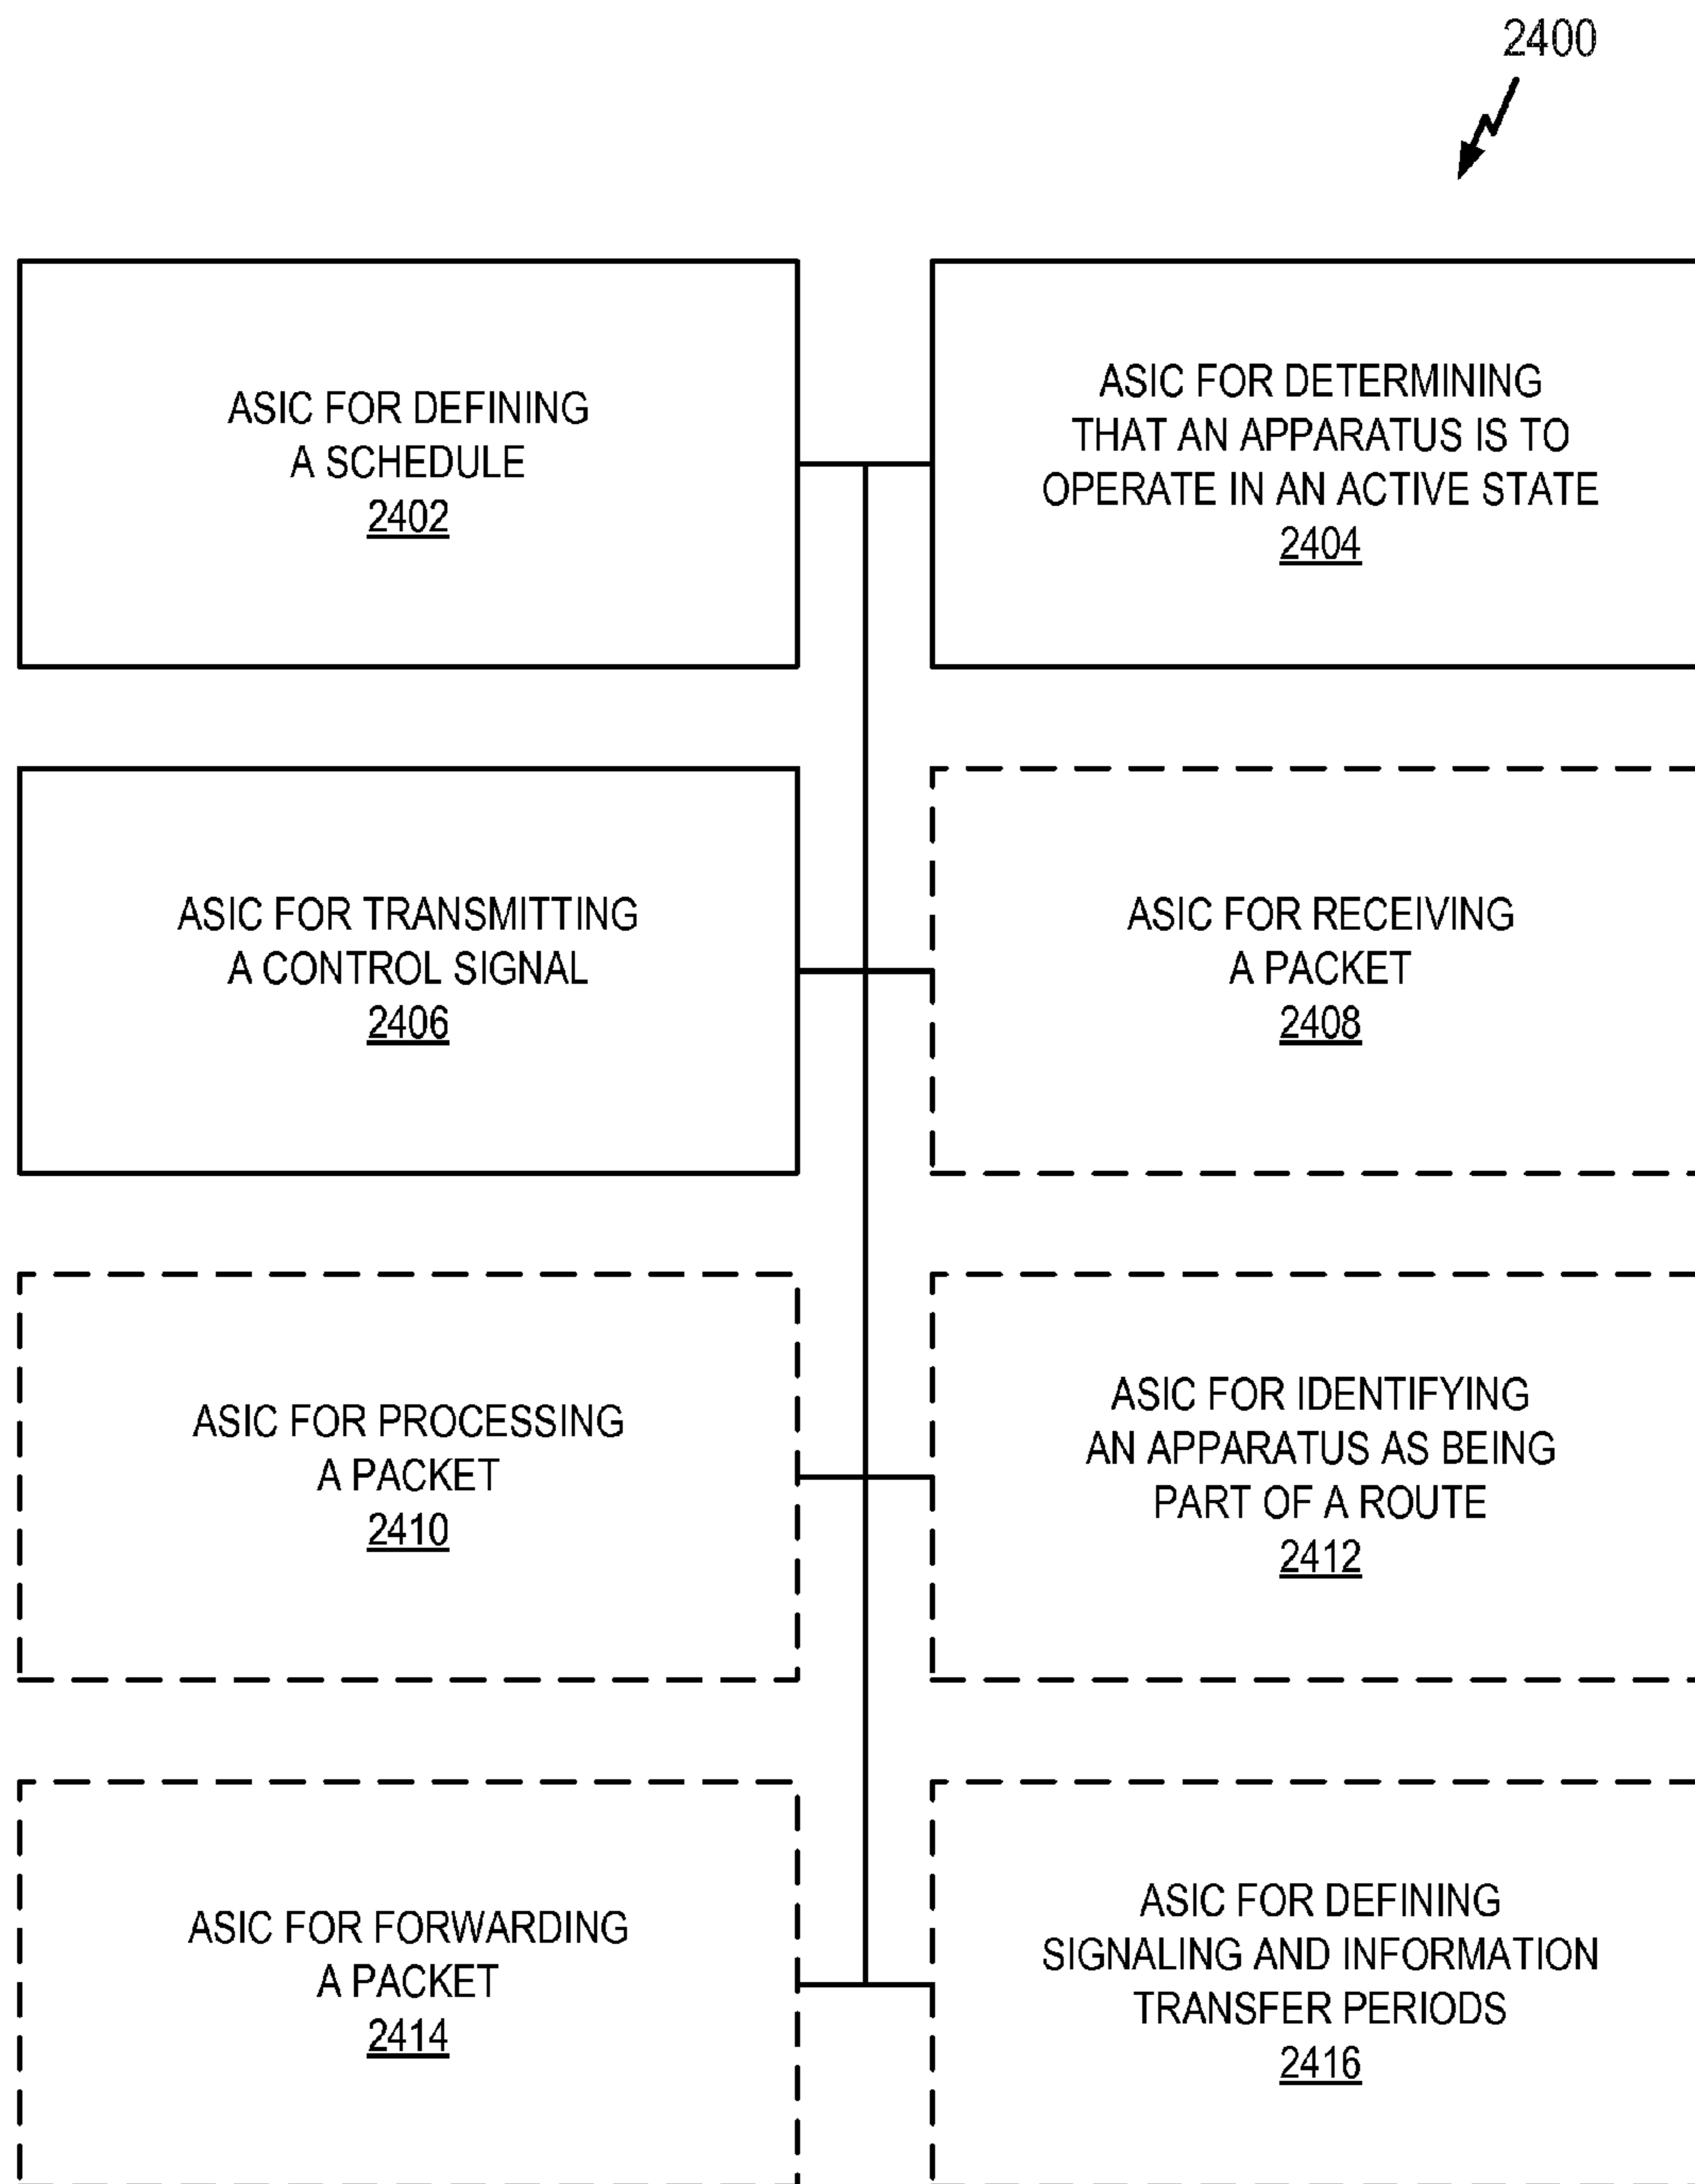 2400
ASIC FOR DEFINING
A SCHEDULE
2402
ASIC FOR DETERMINING
THAT AN APPARATUS IS TO
OPERATE IN AN ACTIVE STATE
2404
ASIC FOR TRANSMITTING
A CONTROL SIGNAL
2406
ASIC FOR RECEIVING
A PACKET
2408
ASIC FOR PROCESSING
A PACKET
2410
ASIC FOR IDENTIFYING
AN APPARATUS AS BEING
PART OF A ROUTE
2412
ASIC FOR FORWARDING
A PACKET
2414
ASIC FOR DEFINING
SIGNALING AND INFORMATION
TRANSFER PERIODS
2416